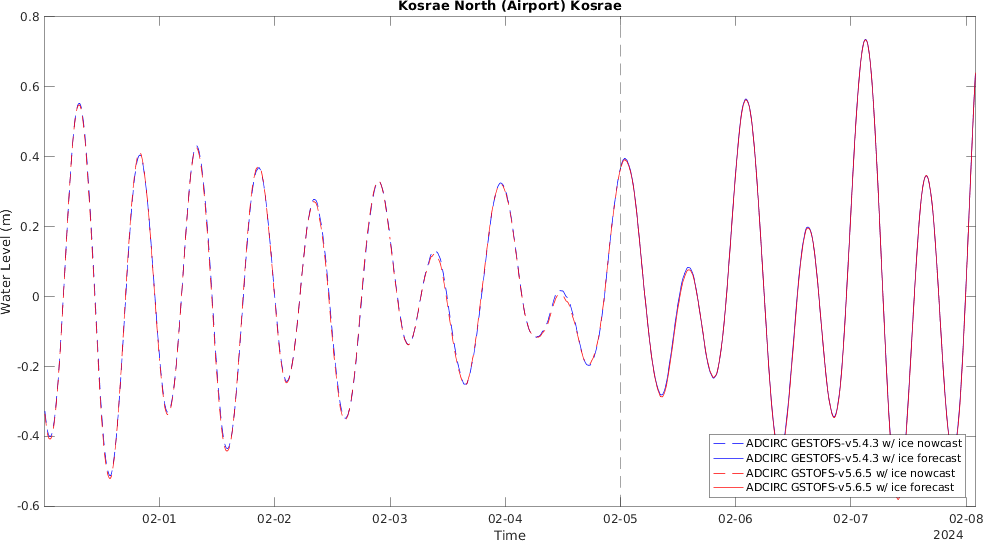 Kosrae North (Airport) Kosrae
Water Level (m)
0.8
0.6
0.4
0.2
0
-0.2
-0.4
-0.6
ADCIRC GESTOFS-v5.4.3 w/ ice nowcast
ADCIRC GESTOFS-v5.4.3 w/ ice forecast
ADCIRC GSTOFS-v5.6.5 w/ ice nowcast
ADCIRC GSTOFS-v5.6.5 w/ ice forecast
02-01 02-02 02-03 02-04 02-05 02-06 02-07 02-08
Time
2024